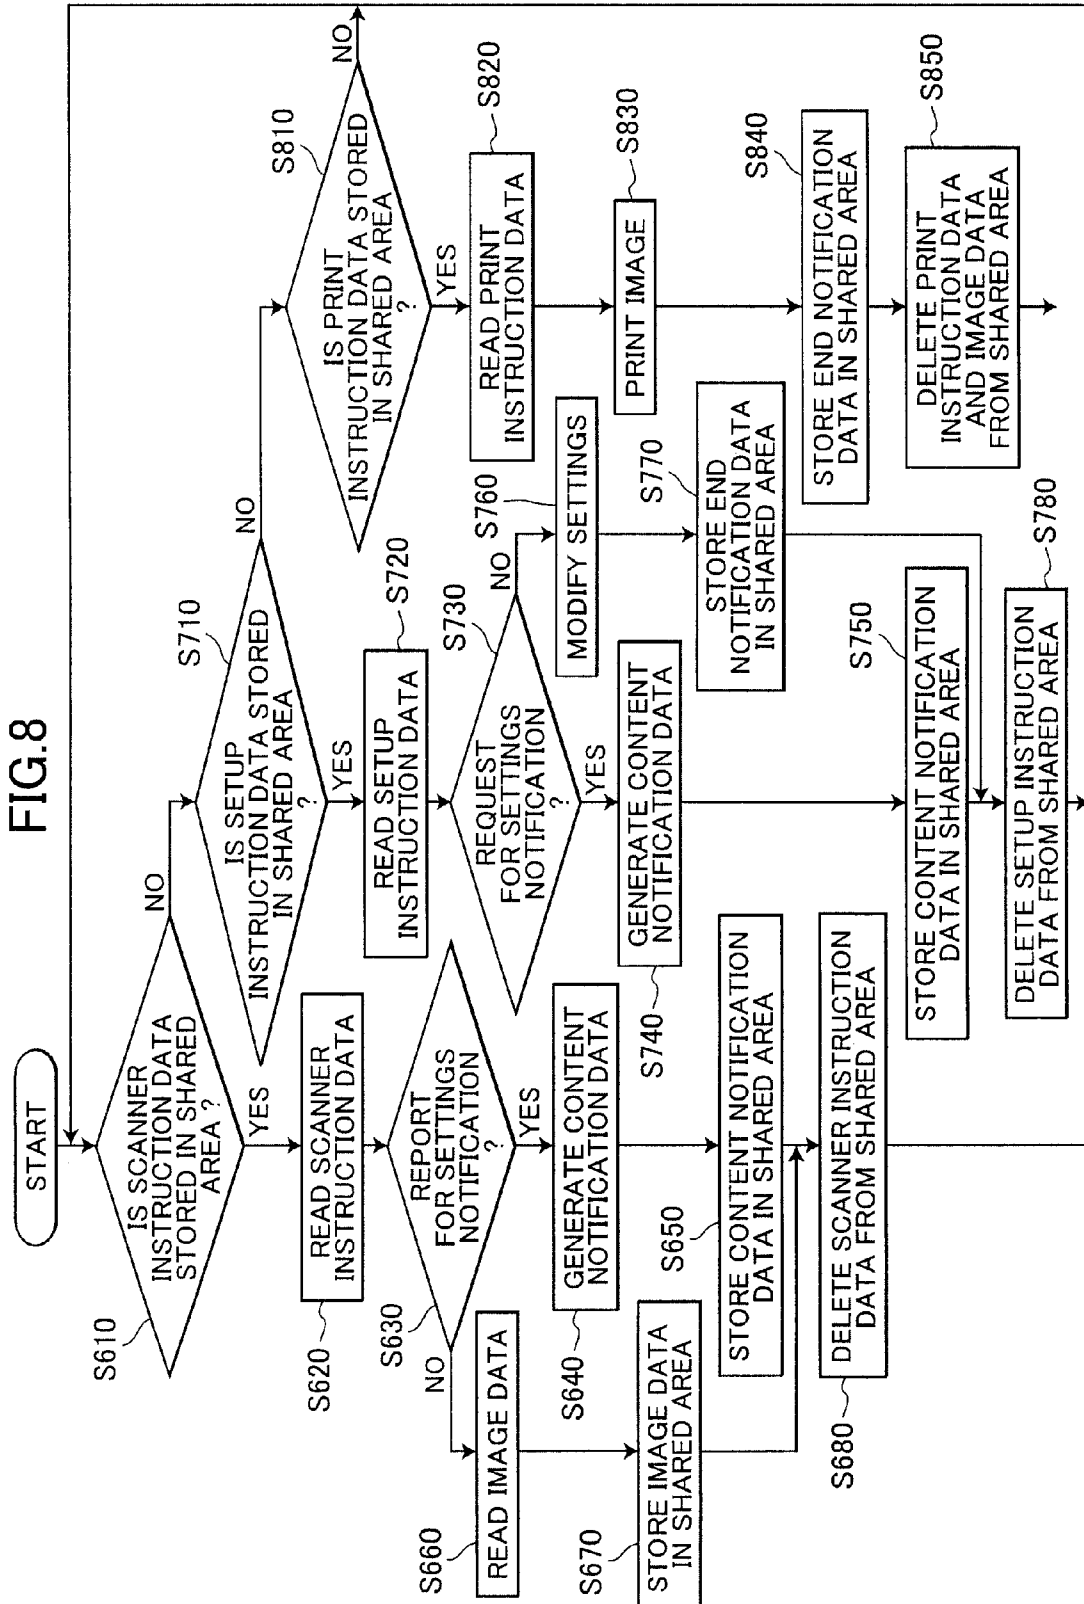 FIG.8
START
IS SCANNER
INSTRUCTION DATA
STORED IN SHARED
AREA ?
S610
YES
NO
READ SCANNER
INSTRUCTION DATA
S620
REPORT
FOR SETTINGS
NOTIFICATION
?
S630
NO
YES
GENERATE CONTENT
NOTIFICATION DATA
S640
STORE CONTENT NOTIFICATION
DATA IN SHARED AREA
S650
READ IMAGE DATA
S660
STORE IMAGE DATA
IN SHARED AREA
S670
DELETE SCANNER INSTRUCTION
DATA FROM SHARED AREA
S680
IS SETUP
INSTRUCTION DATA STORED
IN SHARED AREA
?
S710
NO
YES
READ SETUP
INSTRUCTION DATA
S720
REQUEST
FOR SETTINGS
NOTIFICATION
?
S730
NO
YES
GENERATE CONTENT
NOTIFICATION DATA
S740
STORE CONTENT NOTIFICATION
DATA IN SHARED AREA
S750
MODIFY SETTINGS
S760
STORE END
NOTIFICATION DATA
IN SHARED AREA
S770
DELETE SETUP INSTRUCTION
DATA FROM SHARED AREA
S780
IS PRINT
INSTRUCTION DATA STORED
IN SHARED AREA
?
S810
NO
YES
READ PRINT
INSTRUCTION DATA
S820
PRINT IMAGE
S830
STORE END NOTIFICATION
DATA IN SHARED AREA
S840
DELETE PRINT
INSTRUCTION DATA
AND IMAGE DATA
FROM SHARED AREA
S850